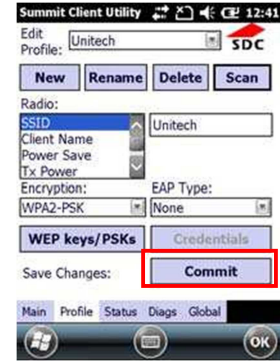 Summit Client Utility 12:41
Edit Profile: Unitech SDC
New Rename Delete Scan
Radio:
SSID Unitech
Client Name
Power Save
Tx Power
Encryption: EAP Type:
WPA2-PSK None
WEP keys/PSKs Credentials
Save Changes: Commit
Main Profile Status Diags Global
OK